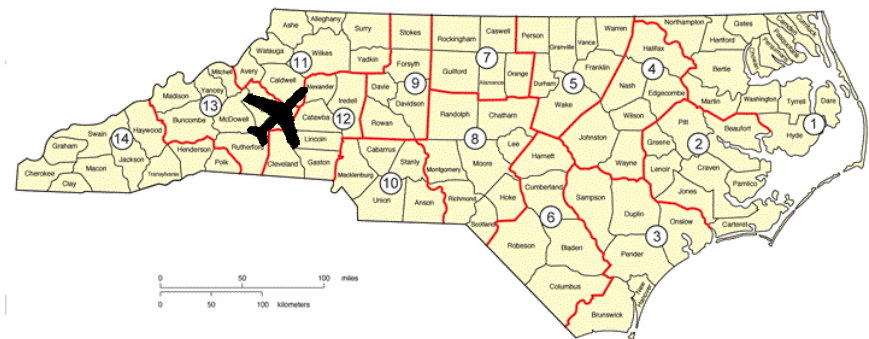 Ashe
Alleghany
Surry
Stokes
Rockingham
Caswell
Person
Granville
Vance
Warren
Northampton
Gates
Camden
Currituck
Hertford
Halifax
Watauga
Wilkes
11
Yadkin
Forsyth
7
Guilford
Alamance
Orange
Durham
Franklin
5
4
Bertie
Mitchell
Avery
Caldwell
Alexander
Iredell
Davie
9
Davidson
Wake
Nash
Edgecombe
Martin
Washington
Tyrrell
Dare
Madison
Yancey
13
Buncombe
McDowell
Catawba
12
Rowan
Randolph
Chatham
Wilson
Pitt
Beaufort
Hyde
1
14
Swain
Haywood
Graham
Rutherford
Lincoln
8
Lee
Johnston
Greene
2
Henderson
Polk
Cleveland
Gaston
Cabarrus
Stanly
Montgomery
Moore
Harnett
Wayne
Lenoir
Craven
Pamlico
Cherokee
Macon
Jackson
Transylvania
Clay
Mecklenburg
10
Union
Anson
Richmond
Hoke
Scotland
Cumberland
Sampson
Duplin
Jones
Onslow
Carteret
6
Robeson
Bladen
3
Pender
Columbus
New
Hanover
Brunswick
0 50 100 miles
0 50 100 kilometers